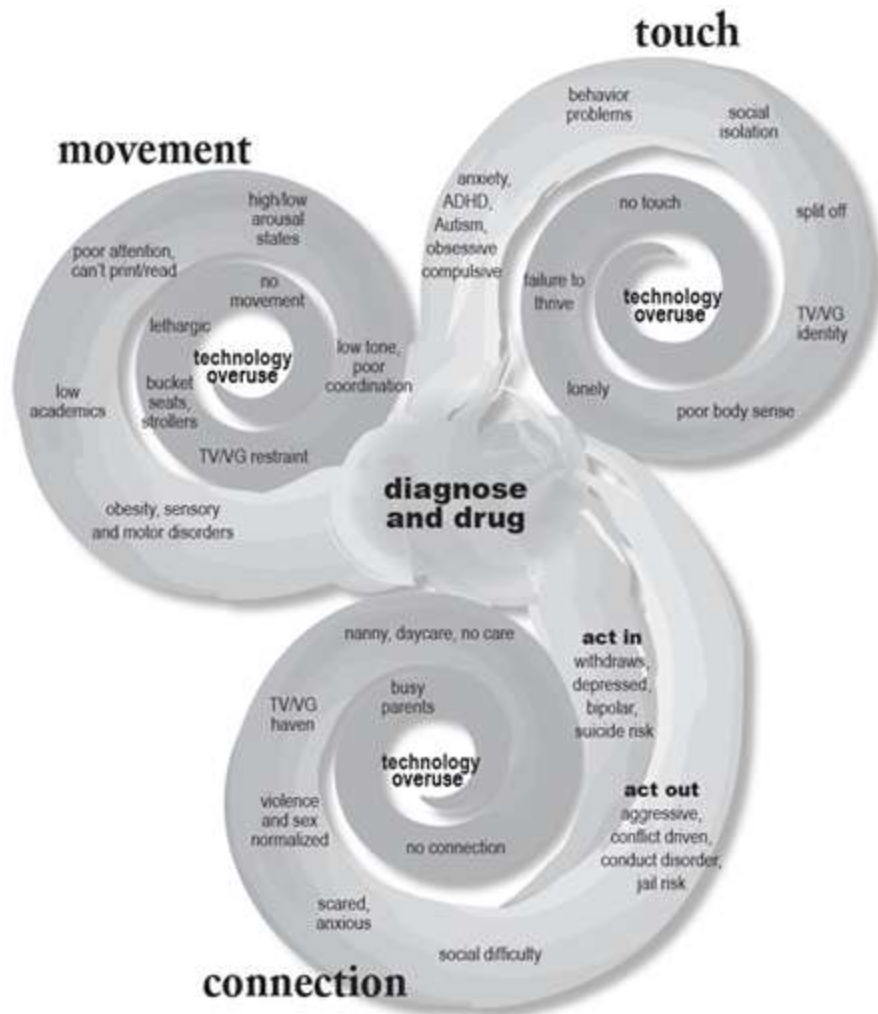 touch
behavior
problems
social
isolation
anxiety,
ADHD,
Autism,
obsessive
compulsive
no touch
split off
failure to
thrive
technology
overuse
TV/VG
identity
lonely
poor body sense
movement
high/low
arousal
states
poor attention,
can't print/read
no
movement
lethargic
technology
overuse
low tone,
poor
coordination
low
academics
bucket
seats,
strollers
TV/VG restraint
obesity, sensory
and motor disorders
diagnose
and drug
nanny, daycare, no care
act in
withdraws,
depressed,
bipolar,
suicide risk
busy
parents
TV/VG
haven
technology
overuse
act out
aggressive,
conflict driven,
conduct disorder,
jail risk
violence
and sex
normalized
no connection
scared,
anxious
social difficulty
connection